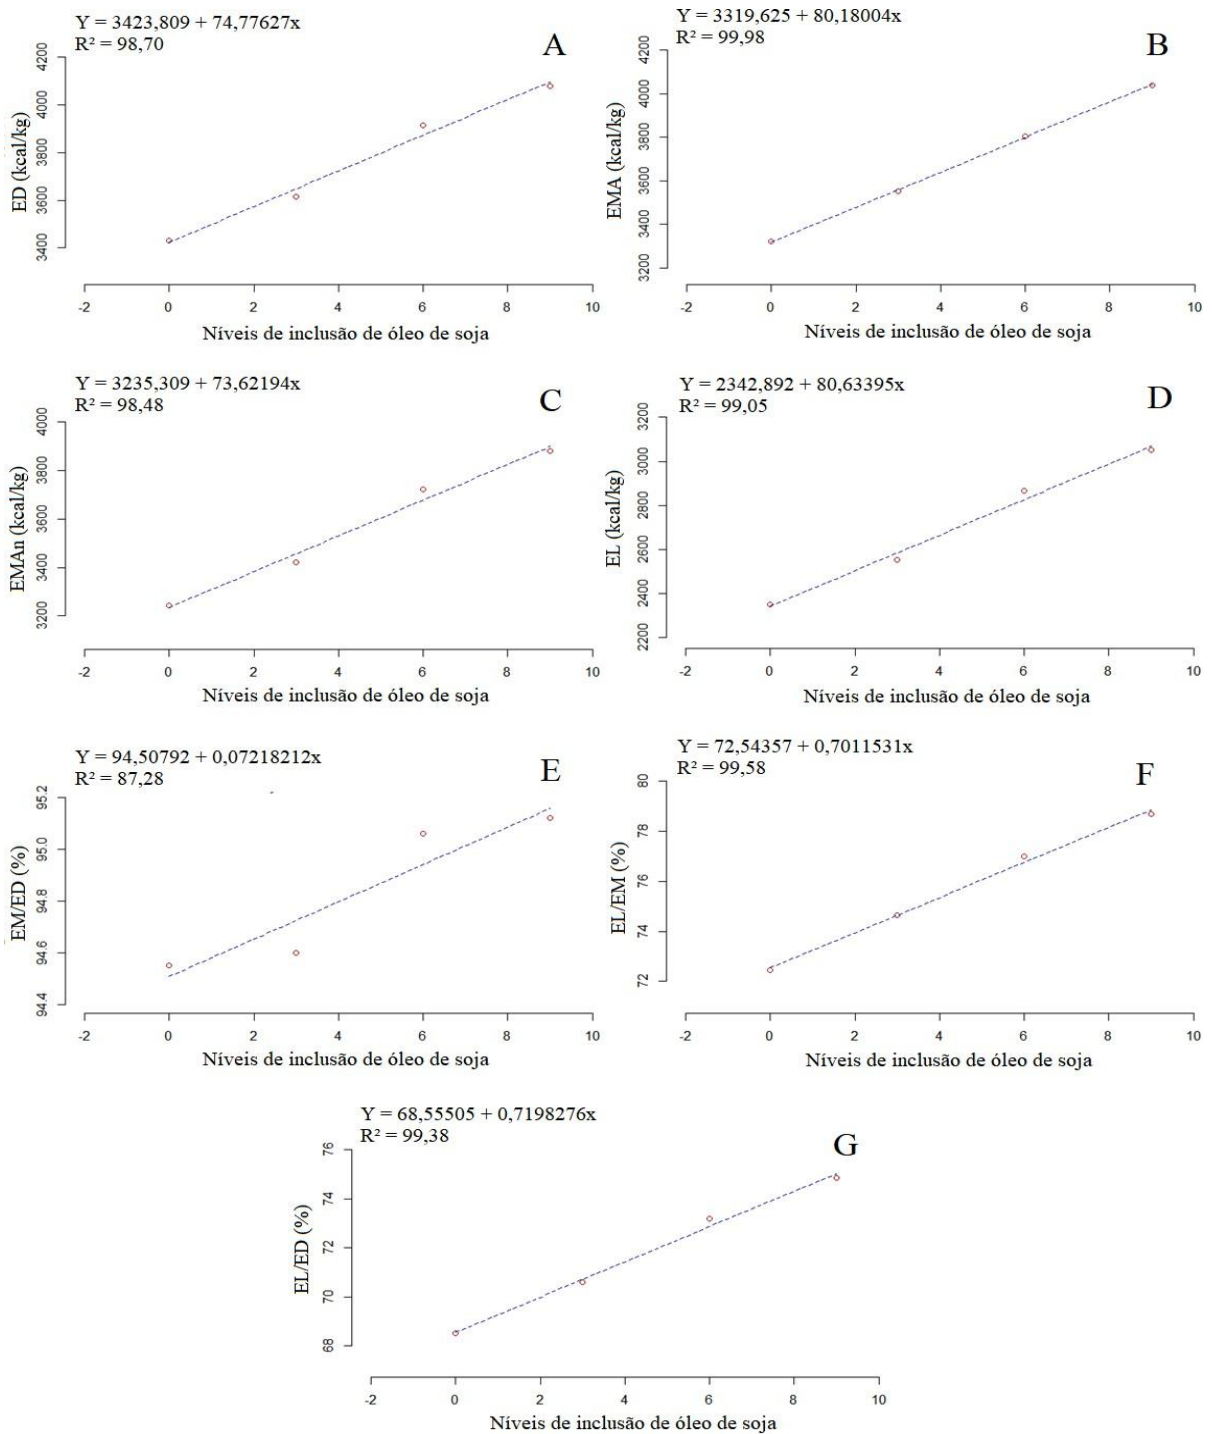 Y = 3423,809 + 74,77627x
R² = 98,70
A
ED (kcal/kg)
4200
4000
3800
3600
3400
-2 0 2 4 6 8 10
Níveis de inclusão de óleo de soja
Y = 3319,625 + 80,18004x
R² = 99,98
B
EMA (kcal/kg)
4200
4000
3800
3600
3400
3200
-2 0 2 4 6 8 10
Níveis de inclusão de óleo de soja
Y = 3235,309 + 73,62194x
R² = 98,48
C
EMAn (kcal/kg)
4000
3800
3600
3400
3200
-2 0 2 4 6 8 10
Níveis de inclusão de óleo de soja
Y = 2342,892 + 80,63395x
R² = 99,05
D
EL (kcal/kg)
3200
3000
2800
2600
2400
2200
-2 0 2 4 6 8 10
Níveis de inclusão de óleo de soja
Y = 94,50792 + 0,07218212x
R² = 87,28
E
EM/ED (%)
95.2
95.0
94.8
94.6
94.4
-2 0 2 4 6 8 10
Níveis de inclusão de óleo de soja
Y = 72,54357 + 0,7011531x
R² = 99,58
F
EL/EM (%)
80
78
76
74
72
-2 0 2 4 6 8 10
Níveis de inclusão de óleo de soja
Y = 68,55505 + 0,7198276x
R² = 99,38
G
EL/ED (%)
76
74
72
70
68
-2 0 2 4 6 8 10
Níveis de inclusão de óleo de soja